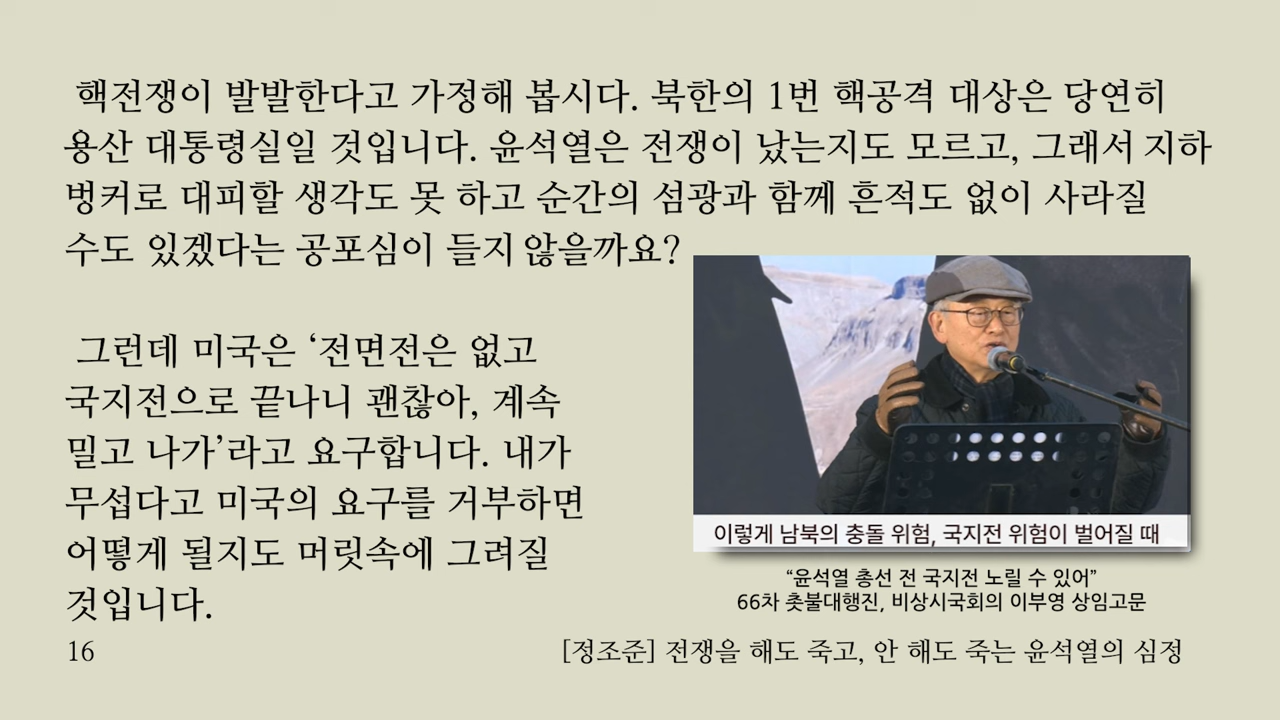 핵전쟁이 발발한다고 가정해 봅시다. 북한의 1번 핵공격 대상은 당연히
용산 대통령실일 것입니다. 윤석열은 전쟁이 났는지도 모르고, 그래서 지하
벙커로 대피할 생각도 못 하고 순간의 섬광과 함께 흔적도 없이 사라질
수도 있겠다는 공포심이 들지 않을까요?
그런데 미국은 ‘전면전은 없고
국지전으로 끝나니 괜찮아, 계속
밀고 나가’라고 요구합니다. 내가
무섭다고 미국의 요구를 거부하면
어떻게 될지도 머릿속에 그려질
것입니다.
이렇게 남북의 충돌 위험, 국지전 위험이 벌어질 때
“윤석열 총선 전 국지전 노릴 수 있어”
66차 촛불대행진, 비상시국회의 이부영 상임고문
16
[정조준] 전쟁을 해도 죽고, 안 해도 죽는 윤석열의 심정